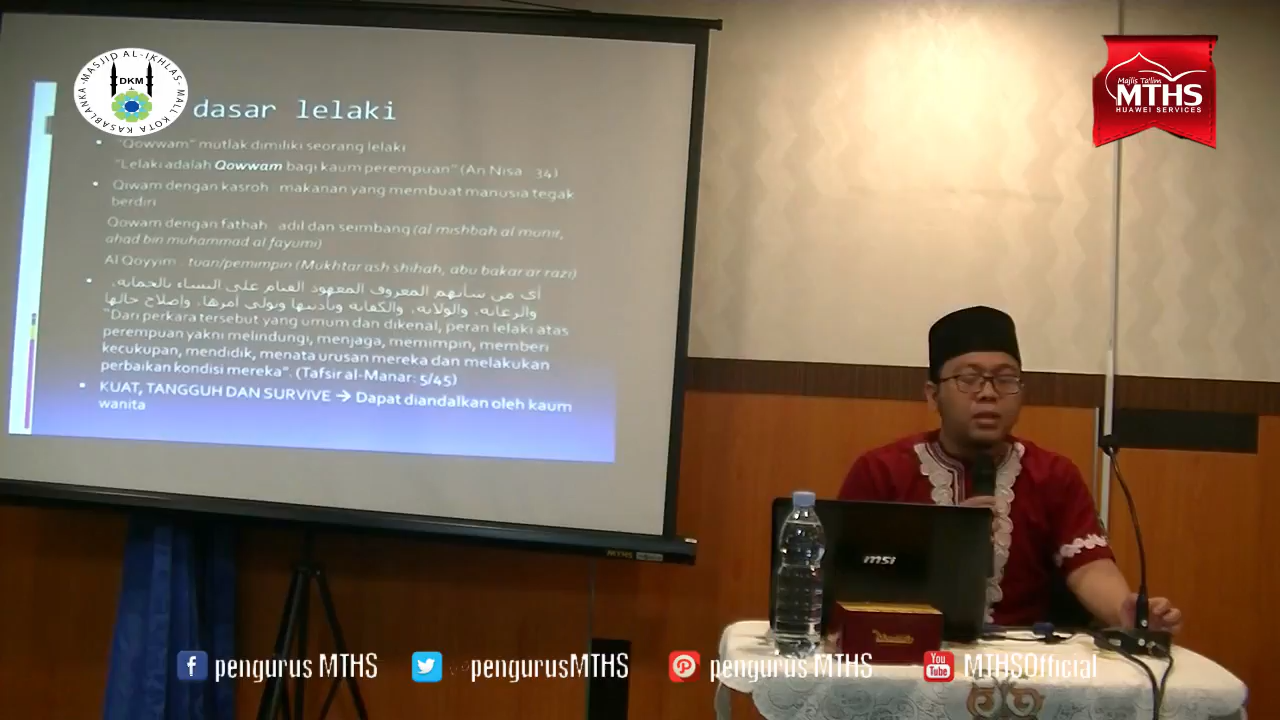 MASJID AL-IKHLAS
DKM
MALL KOTA KASABLANKA
dasar lelaki
Majlis Ta'lim
MTHS
HUAWEI SERVICES
• "Qowwam" mutlak dimiliki seorang lelaki
"Lelaki adalah Qowwam bagi kaum perempuan" (An Nisa 34)
• Qiwam dengan kasroh makanan yang membuat manusia tegak
berdiri
Qowam dengan fathah adil dan seimbang (al mishbah al munir,
ahad bin muhammad al fayumi)
Al Qoyyim tuan/pemimpin (Mukhtar ash shihah, abu bakar ar razi)
• أي من شأنهم المعروف المعهود القيام على النساء بالحماية،
والرعاية، والولاية، والكفاية وتأديبها وتولي أمرها، وإصلاح حالها
"Dari perkara tersebut yang umum dan dikenal, peran lelaki atas
perempuan yakni melindungi, menjaga, memimpin, memberi
kecukupan, mendidik, menata urusan mereka dan melakukan
perbaikan kondisi mereka". (Tafsir al-Manar: 5/45)
• KUAT, TANGGUH DAN SURVIVE → Dapat diandalkan oleh kaum
wanita
msi
MTHS
pengurus MTHS
pengurusMTHS
pengurus MTHS
You Tube
MTHSOfficial